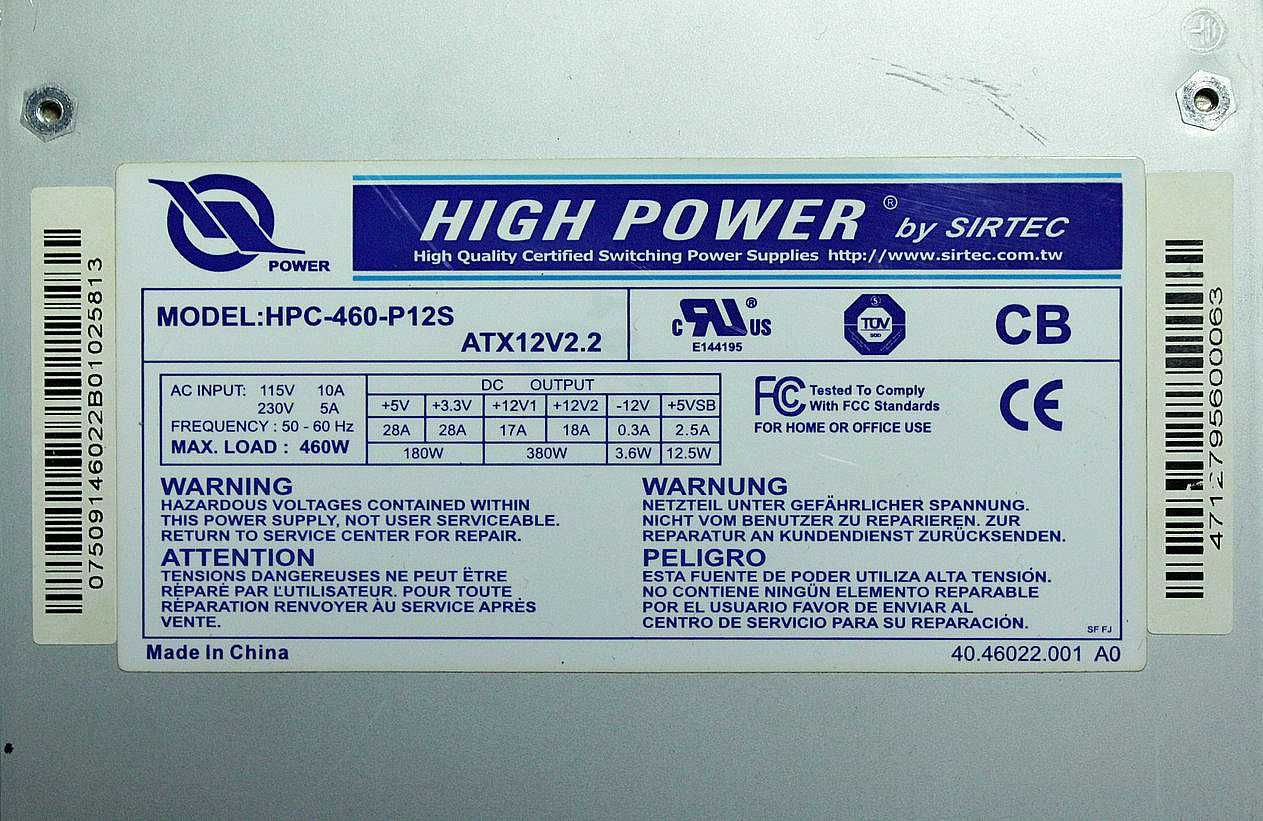 POWER
HIGH POWER® by SIRTEC
High Quality Certified Switching Power Supplies http://www.sirtec.com.tw
MODEL:HPC-460-P12S
ATX12V2.2
c RU ® US
E144195
S
TÜV
CB
AC INPUT: 115V 10A
230V 5A
FREQUENCY : 50 - 60 Hz
MAX. LOAD : 460W
DC OUTPUT
+5V +3.3V +12V1 +12V2 -12V +5VSB
28A 28A 17A 18A 0.3A 2.5A
180W 380W 3.6W 12.5W
FC Tested To Comply
With FCC Standards
FOR HOME OR OFFICE USE
CE
WARNING
HAZARDOUS VOLTAGES CONTAINED WITHIN
THIS POWER SUPPLY, NOT USER SERVICEABLE.
RETURN TO SERVICE CENTER FOR REPAIR.
ATTENTION
TENSIONS DANGEREUSES NE PEUT ËTRE
RÉPARÉ PAR L'UTILISATEUR. POUR TOUTE
RÉPARATION RENVOYER ÀU SERVICE APRÈS
VENTE.
WARNUNG
NETZTEIL UNTER GEFÄHRLICHER SPANNUNG.
NICHT VOM BENUTZER ZU REPARIEREN. ZUR
REPARATUR AN KUNDENDIENST ZURÜCKSENDEN.
PELIGRO
ESTA FUENTE DE PODER UTILIZA ALTA TENSIÓN.
NO CONTIENE NINGÚN ELEMENTO REPARABLE
POR EL USUARIO FAVOR DE ENVIAR AL
CENTRO DE SERVICIO PARA SU REPARACIÓN.
SF FJ
Made In China
40.46022.001 A0
07509146022B01025813
4712795600063